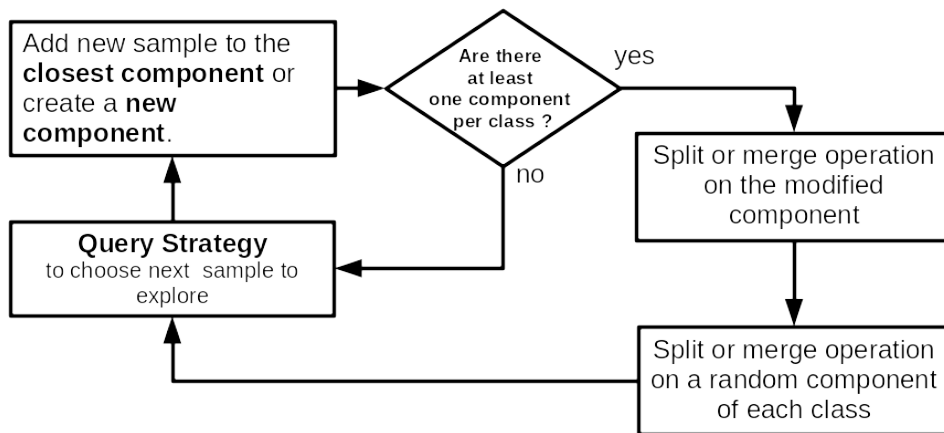 Add new sample to the
closest component or
create a new
component.
Are there
at least
one component
per class ?
yes
no
Split or merge operation
on the modified
component
Query Strategy
to choose next sample to
explore
Split or merge operation
on a random component
of each class